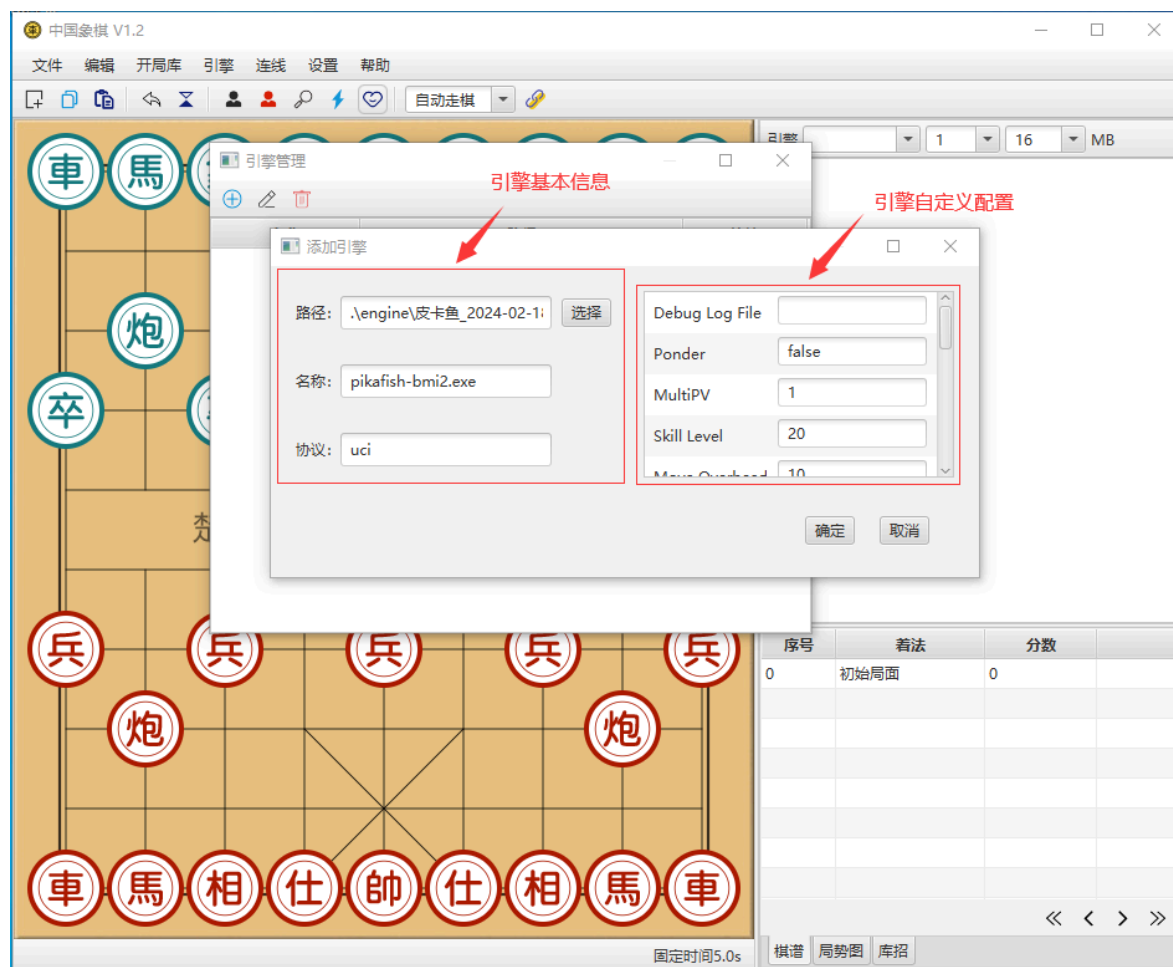 中国象棋 V1.2
文件 编辑 开局库 引擎 连线 设置 帮助
自动走棋
引擎 1 16 MB
引擎管理
引擎基本信息
引擎自定义配置
添加引擎
路径: .\engine\皮卡鱼_2024-02-18 选择
名称: pikafish-bmi2.exe
协议: uci
Debug Log File
Ponder false
MultiPV 1
Skill Level 20
Move Overhead 10
确定 取消
車 馬
炮
卒
楚
兵 兵 兵 兵 兵
炮 炮
車 馬 相 仕 帥 仕 相 馬 車
序号 着法 分数
0 初始局面 0
固定时间5.0s
棋谱 局势图 库招